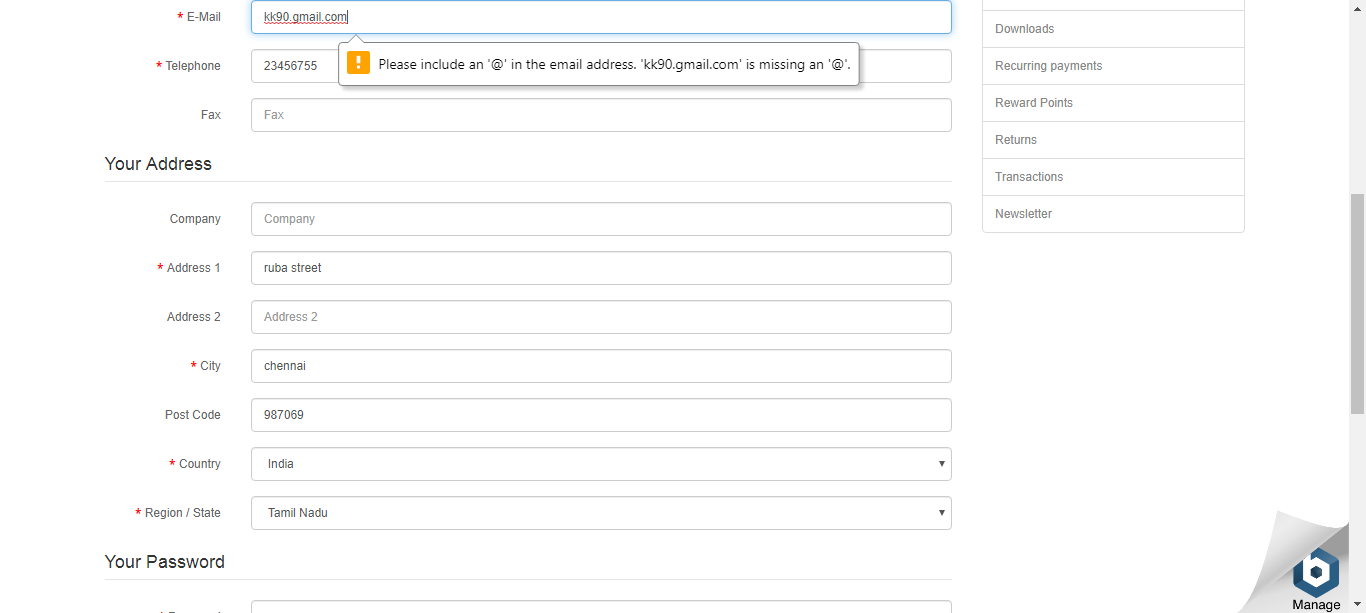 * E-Mail
kk90.gmail.com
Please include an '@' in the email address. 'kk90.gmail.com' is missing an '@'.
* Telephone
23456755
Fax
Fax
Your Address
Company
Company
* Address 1
ruba street
Address 2
Address 2
* City
chennai
Post Code
987069
* Country
India
* Region / State
Tamil Nadu
Your Password
Downloads
Recurring payments
Reward Points
Returns
Transactions
Newsletter
Manage